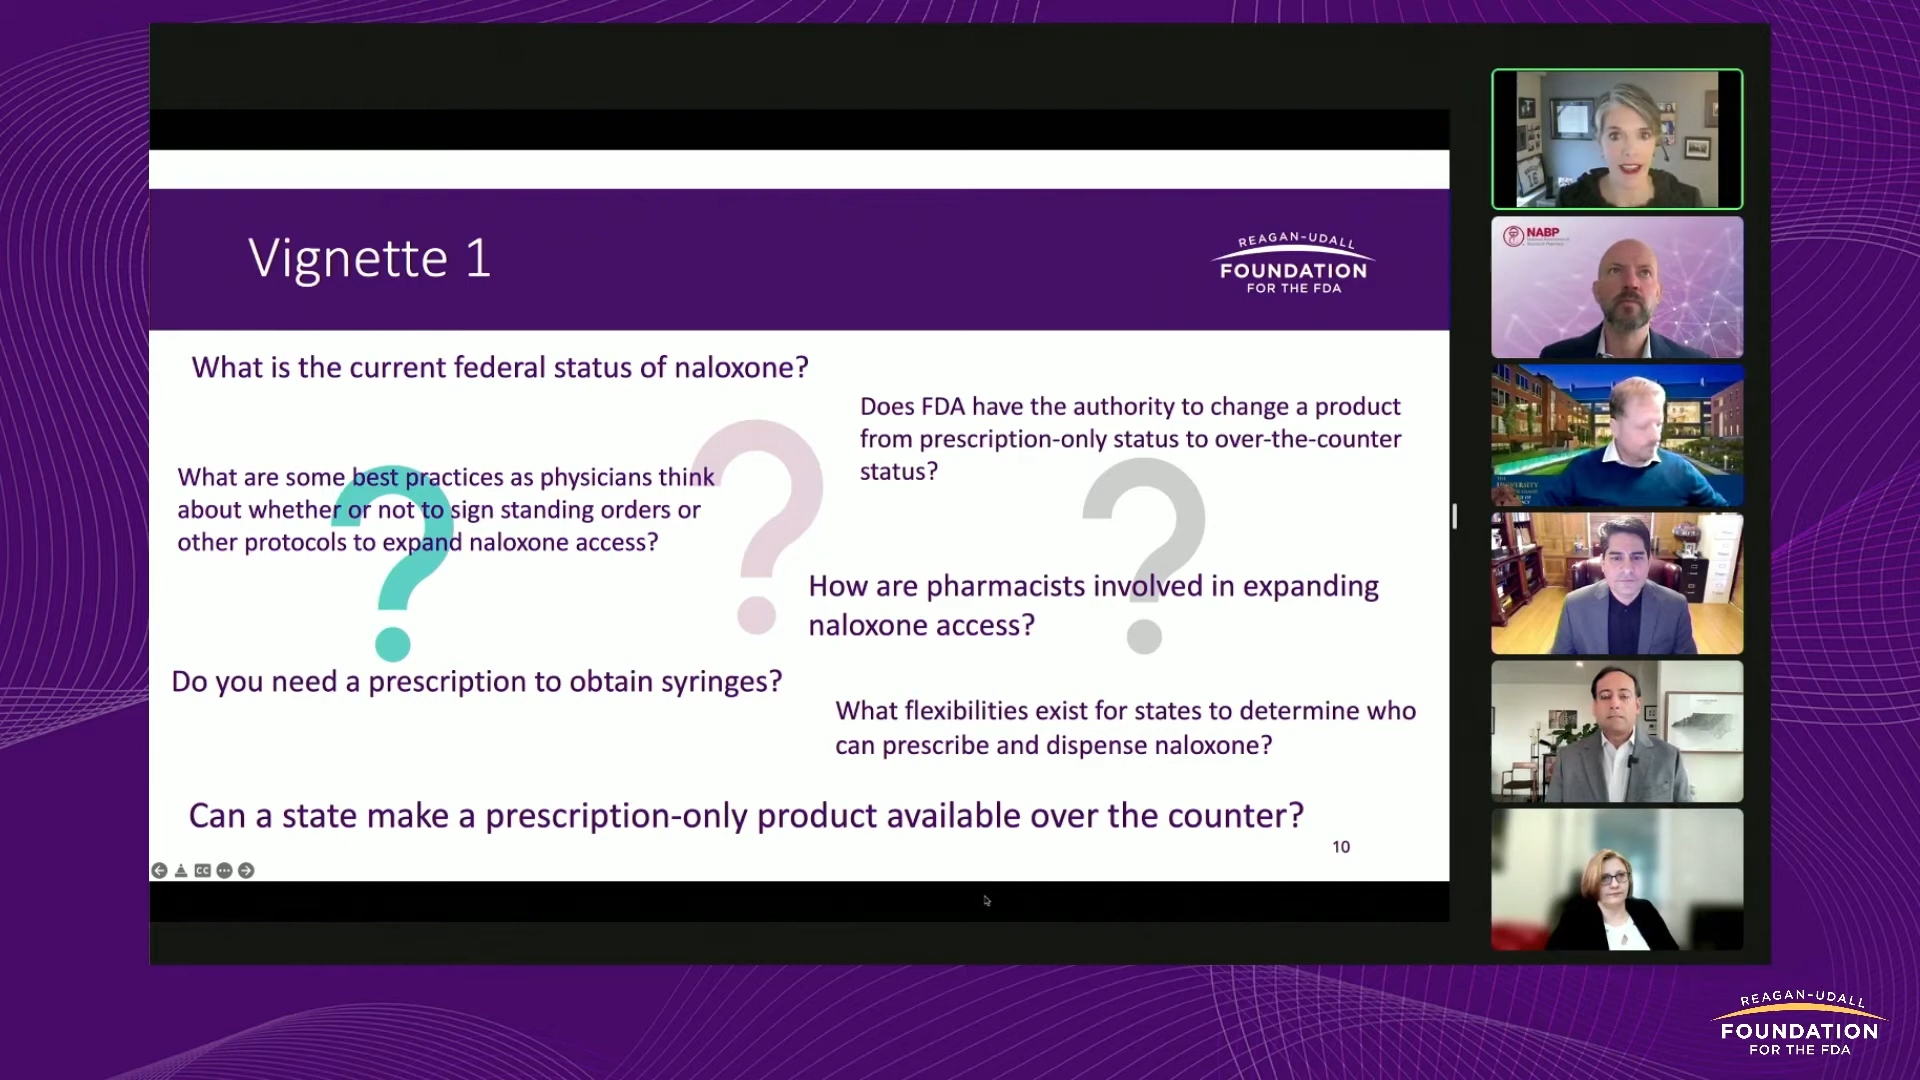 Vignette 1
REAGAN-UDALL
FOUNDATION
FOR THE FDA
What is the current federal status of naloxone?
Does FDA have the authority to change a product
from prescription-only status to over-the-counter
status?
What are some best practices as physicians think
about whether or not to sign standing orders or
other protocols to expand naloxone access?
How are pharmacists involved in expanding
naloxone access?
Do you need a prescription to obtain syringes?
What flexibilities exist for states to determine who
can prescribe and dispense naloxone?
Can a state make a prescription-only product available over the counter?
10
CC
NABP
16
REAGAN-UDALL
FOUNDATION
FOR THE FDA